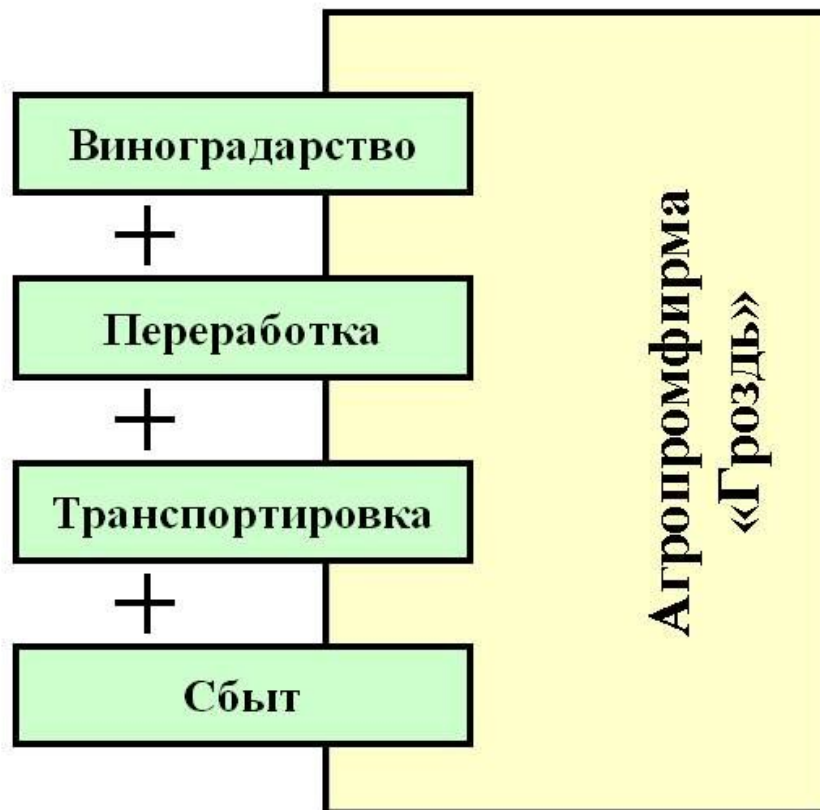 Виноградарство
+
Переработка
+
Транспортировка
+
Сбыт
Агропромфирма
«Гроздь»